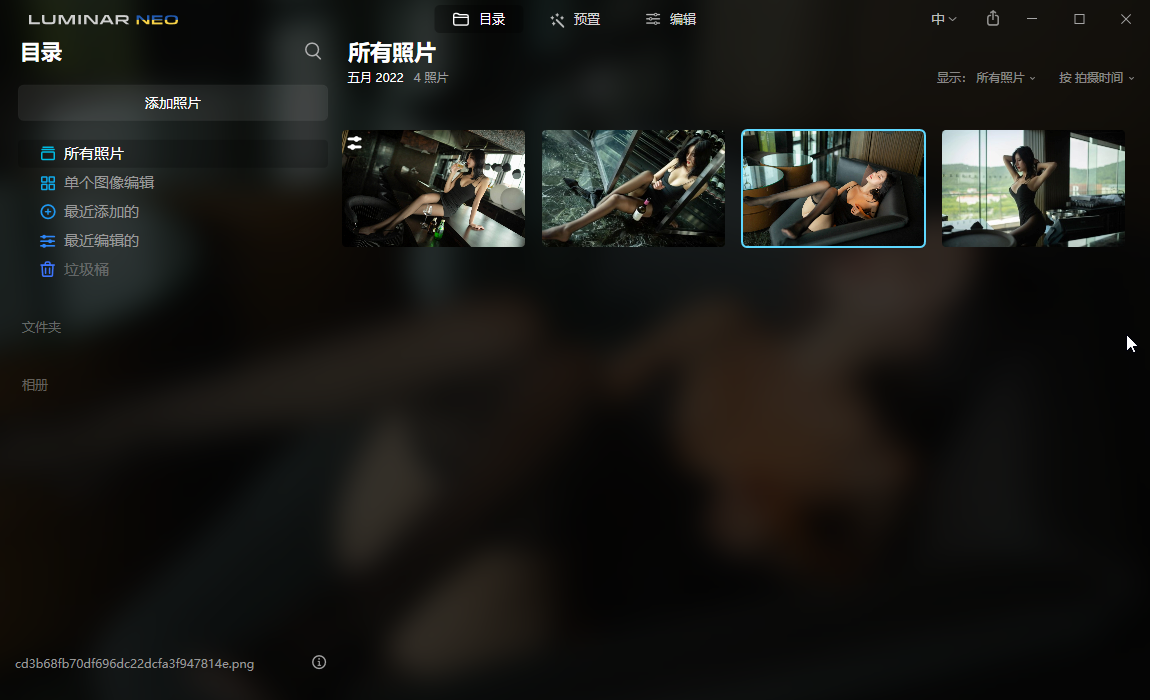 LUMINAR NEO
目录
预置
编辑
中
目录
所有照片
五月 2022 4 照片
显示: 所有照片
按 拍摄时间
添加照片
所有照片
单个图像编辑
最近添加的
最近编辑的
垃圾桶
文件夹
相册
cd3b68fb70df696dc22dcfa3f947814e.png